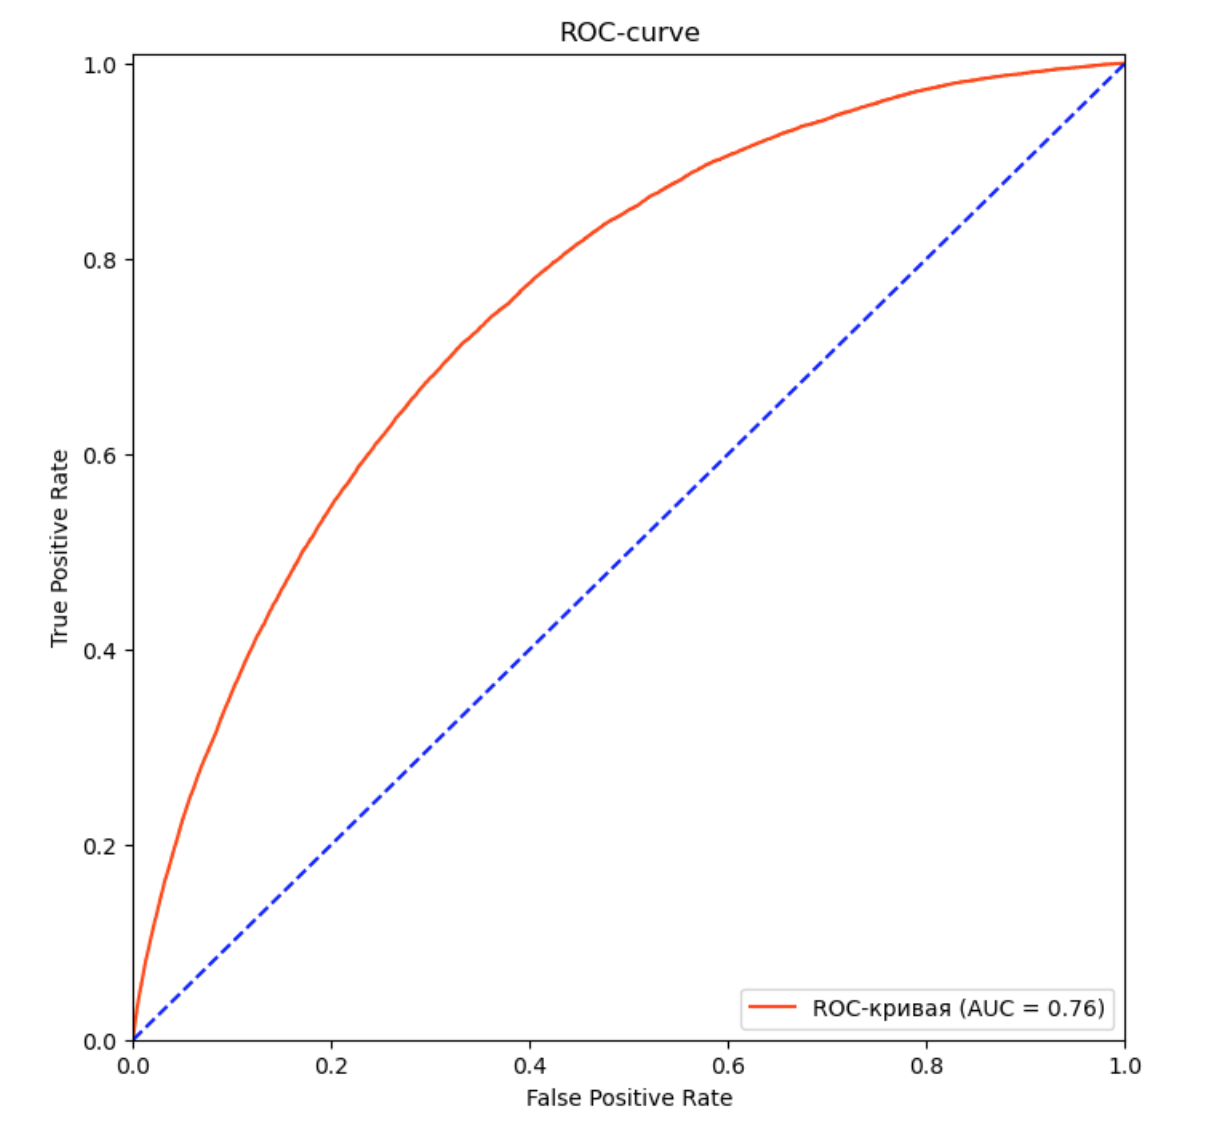 ROC-curve
1.0
0.8
0.6
0.4
0.2
0.0
True Positive Rate
0.0 0.2 0.4 0.6 0.8 1.0
False Positive Rate
ROC-кривая (AUC = 0.76)